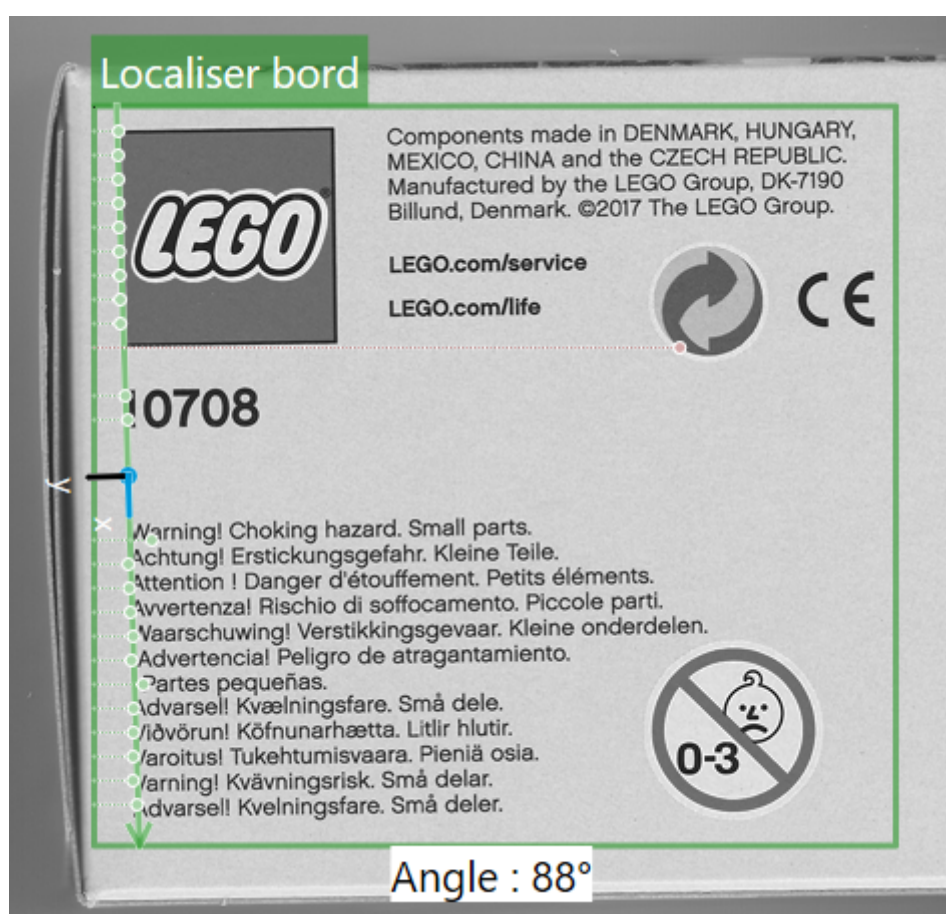 Localiser bord
LEGO®
Components made in DENMARK, HUNGARY,
MEXICO, CHINA and the CZECH REPUBLIC.
Manufactured by the LEGO Group, DK-7190
Billund, Denmark. ©2017 The LEGO Group.
LEGO.com/service
LEGO.com/life
CE
10708
y
x
Warning! Choking hazard. Small parts.
Achtung! Erstickungsgefahr. Kleine Teile.
Attention ! Danger d'étouffement. Petits éléments.
Avvertenza! Rischio di soffocamento. Piccole parti.
Waarschuwing! Verstikkingsgevaar. Kleine onderdelen.
¡Advertencia! Peligro de atragantamiento.
Partes pequeñas.
Advarsel! Kvælningsfare. Små dele.
Viðvörun! Köfnunarhætta. Litlir hlutir.
Varoitus! Tukehtumisvaara. Pieniä osia.
Varning! Kvävningsrisk. Små delar.
Advarsel! Kvelningsfare. Små deler.
0-3
Angle : 88°